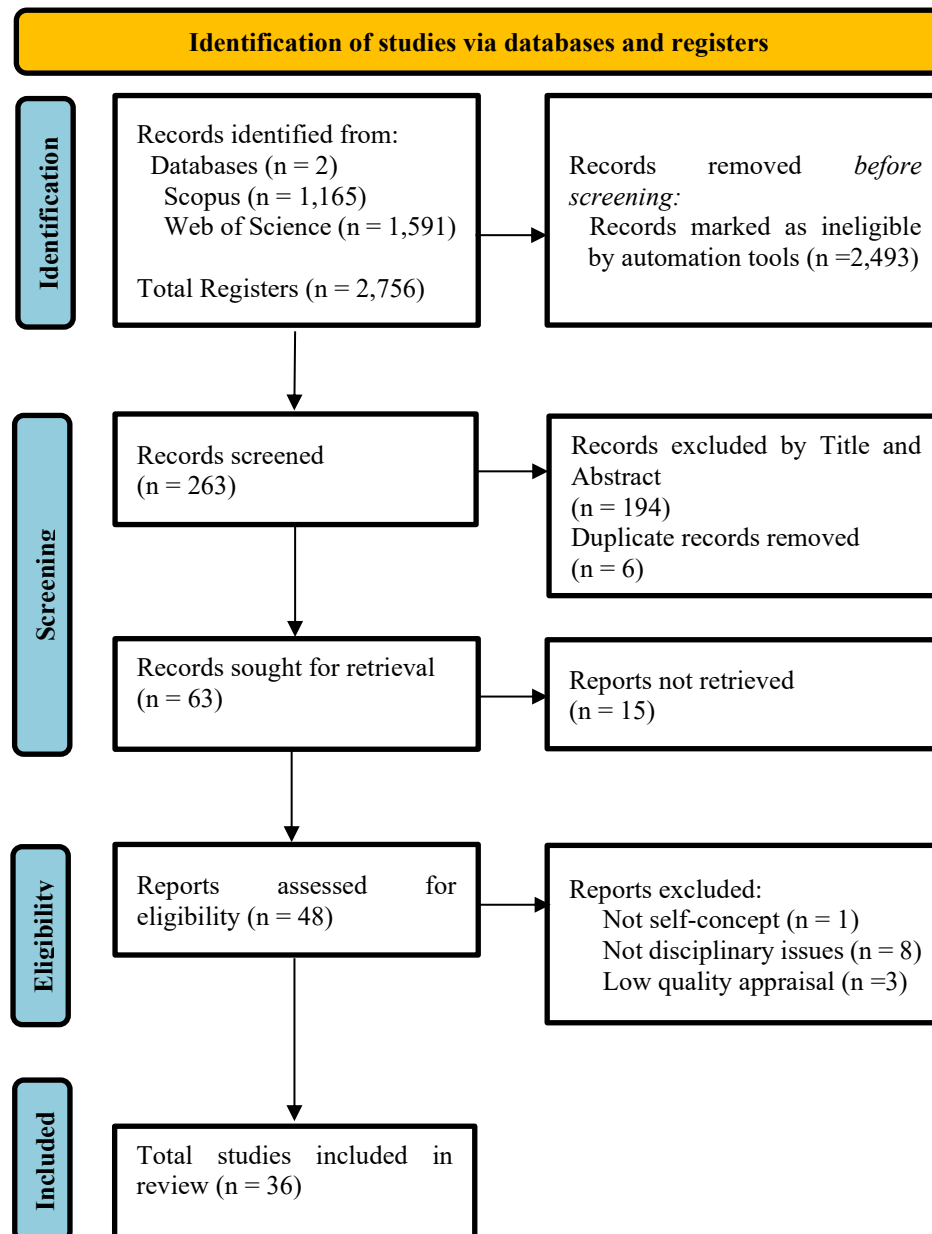 Identification of studies via databases and registers
Identification
Records identified from:
Databases (n = 2)
Scopus (n = 1,165)
Web of Science (n = 1,591)
Total Registers (n = 2,756)
Records removed before
screening:
Records marked as ineligible
by automation tools (n =2,493)
Screening
Records screened
(n = 263)
Records excluded by Title and
Abstract
(n = 194)
Duplicate records removed
(n = 6)
Records sought for retrieval
(n = 63)
Reports not retrieved
(n = 15)
Eligibility
Reports assessed for
eligibility (n = 48)
Reports excluded:
Not self-concept (n = 1)
Not disciplinary issues (n = 8)
Low quality appraisal (n =3)
Included
Total studies included in
review (n = 36)